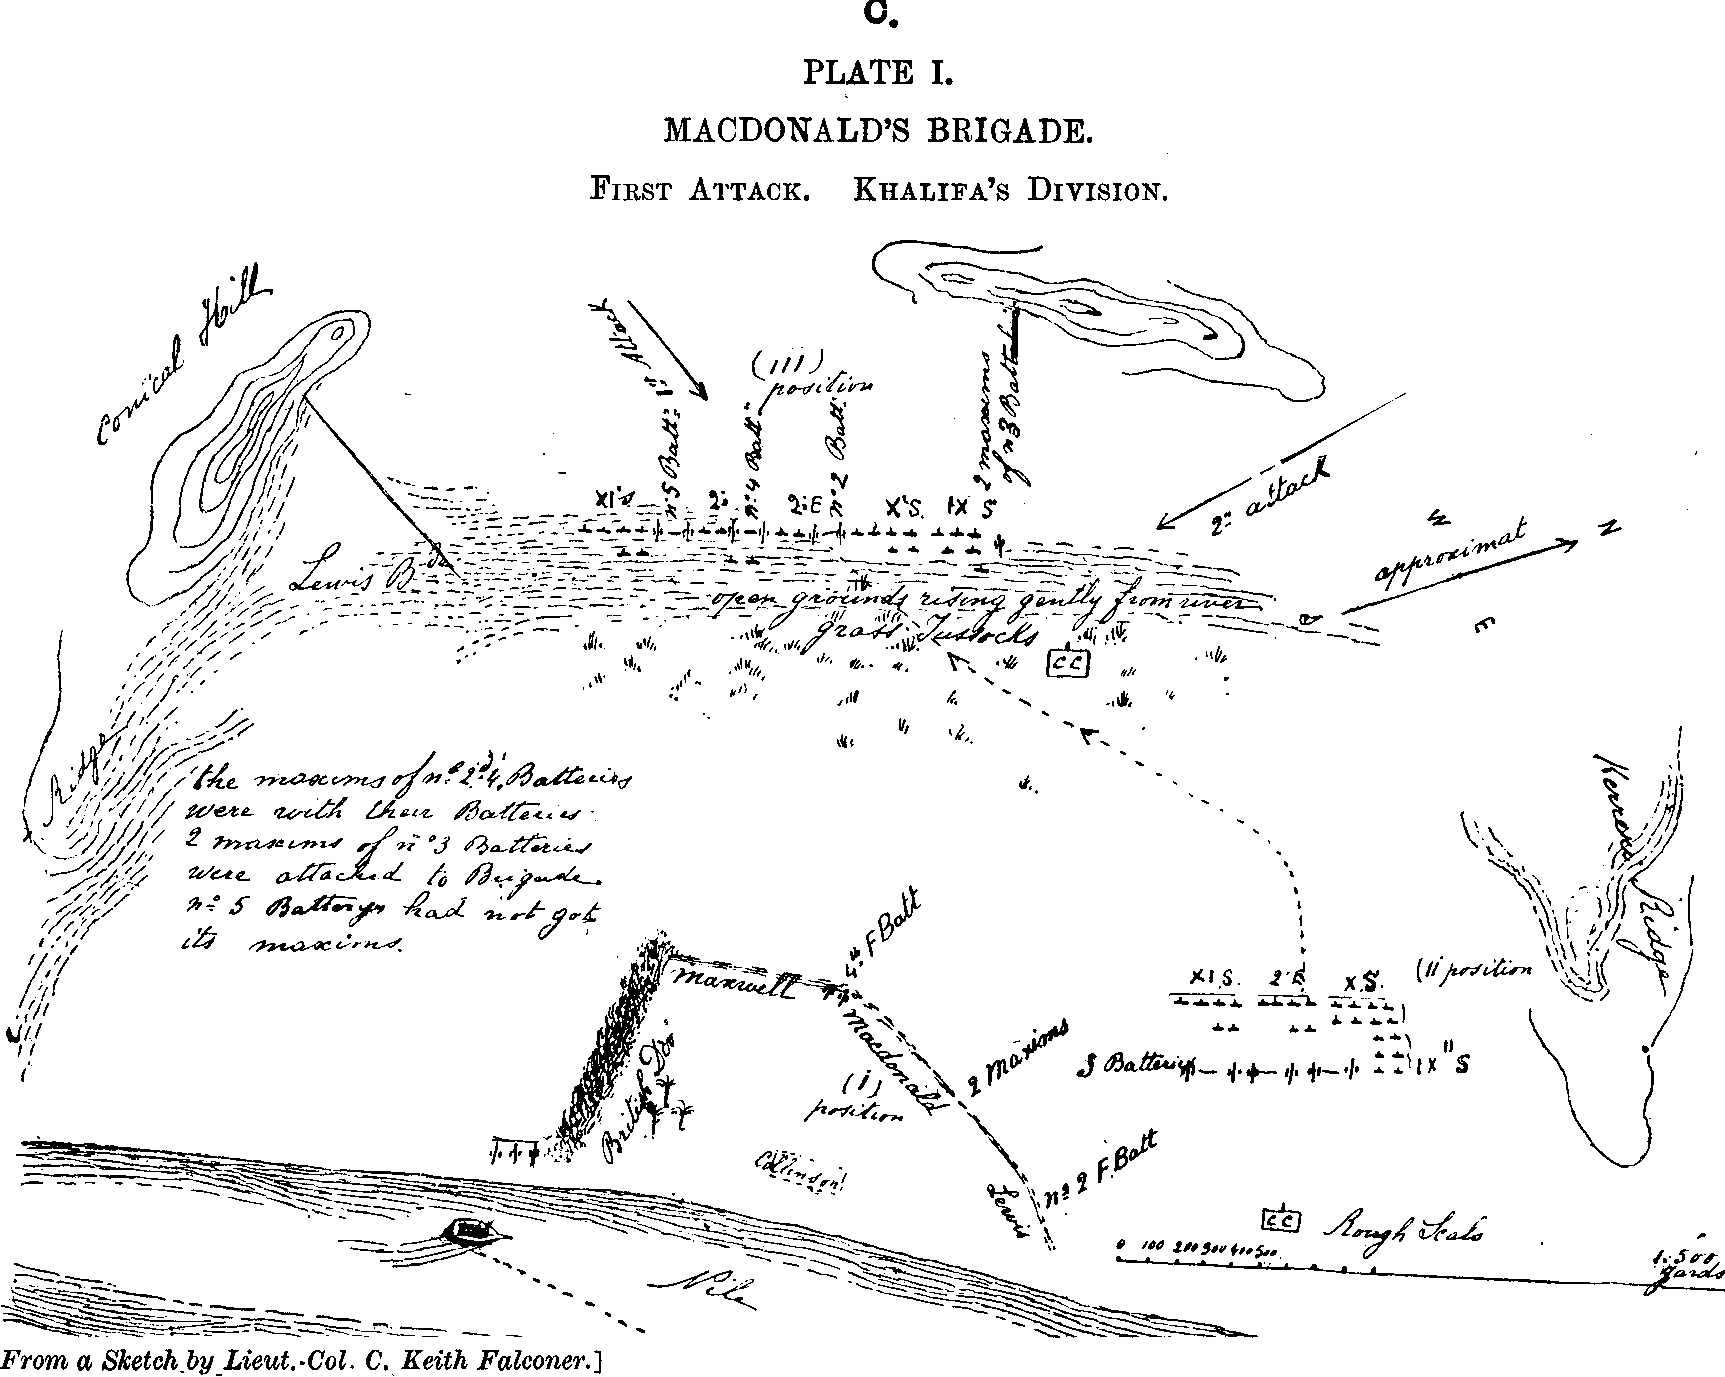 C.
PLATE I.
MACDONALD'S BRIGADE.
FIRST ATTACK. KHALIFA'S DIVISION.
Conical Hill
1st Attack
(III)
position
nº 5 Batt.
nº 4 Batt.
nº 2 Batt.
2 maxims
of nº 3 Batteri
XI S
2
2 E
X S.
IX S
2 attack
W
N
approximat
S
E
Lewis Bde
open grounds rising gently from river
grass Tussocks
CC
Ridge
the maxims of nº 2 & 4 Batteries
were with their Batteries
2 maxims of nº 3 Batteries
were attached to Brigade
nº 5 Batterys had not got
its maxims.
Kerreri Ridge
5th F Batt
Maxwell
Macdonald
(i)
position
British Div
2 Maxims
XI S.
2 E
X S.
(II position
3 Batteries
IX S
Collinson
Lewis
nº 2 F. Batt
CC
Rough Scale
0 100 200 300 400 500
1,500
yards
Nile
From a Sketch by Lieut.-Col. C. Keith Falconer.]